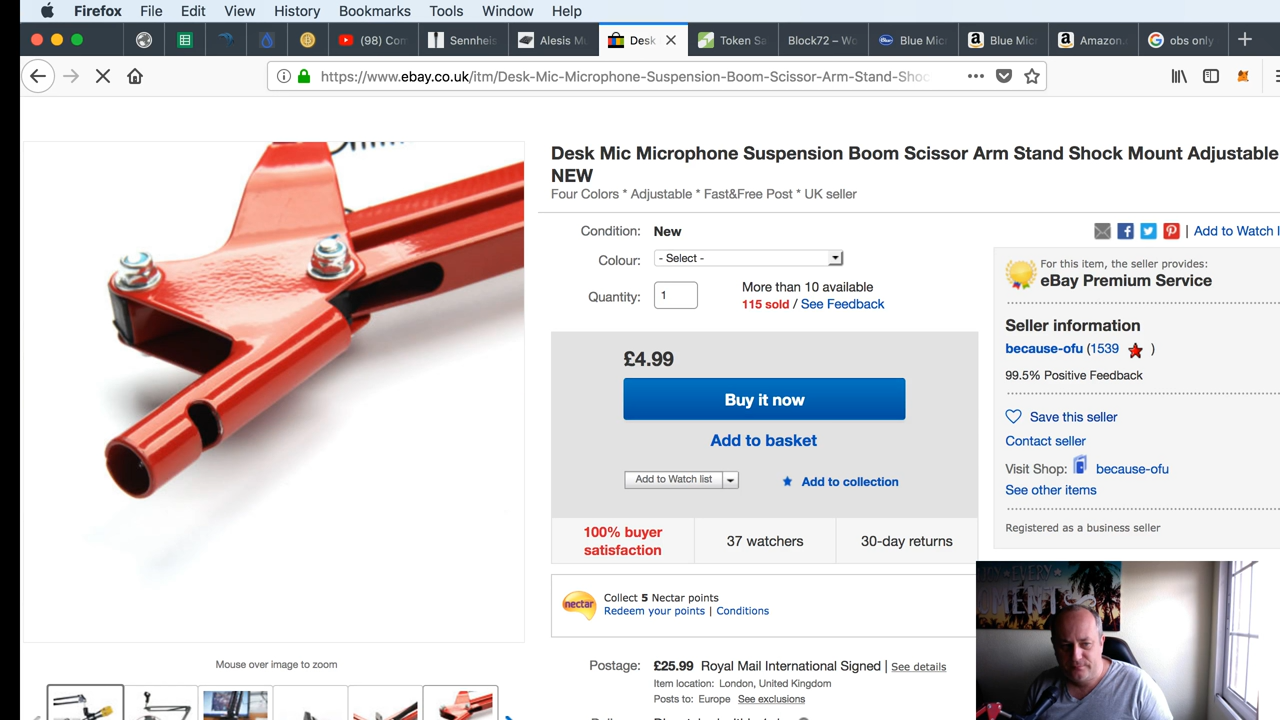 Firefox File Edit View History Bookmarks Tools Window Help
(98) Con
Sennheis
Alesis Mu
Desk
Token Sa
Block72 – Wo
Blue Mic
Blue Mic
Amazon.
obs only
https://www.ebay.co.uk/itm/Desk-Mic-Microphone-Suspension-Boom-Scissor-Arm-Stand-Shoc
Desk Mic Microphone Suspension Boom Scissor Arm Stand Shock Mount Adjustable
NEW
Four Colors * Adjustable * Fast&Free Post * UK seller
Condition: New
Colour: - Select -
Quantity: 1
More than 10 available
115 sold / See Feedback
£4.99
Buy it now
Add to basket
Add to Watch list
Add to collection
100% buyer
satisfaction
37 watchers
30-day returns
nectar
Collect 5 Nectar points
Redeem your points | Conditions
Postage: £25.99 Royal Mail International Signed | See details
Item location: London, United Kingdom
Posts to: Europe See exclusions
| Add to Watch l
For this item, the seller provides:
eBay Premium Service
Seller information
because-ofu (1539 )
99.5% Positive Feedback
Save this seller
Contact seller
Visit Shop: because-ofu
See other items
Registered as a business seller
Mouse over image to zoom